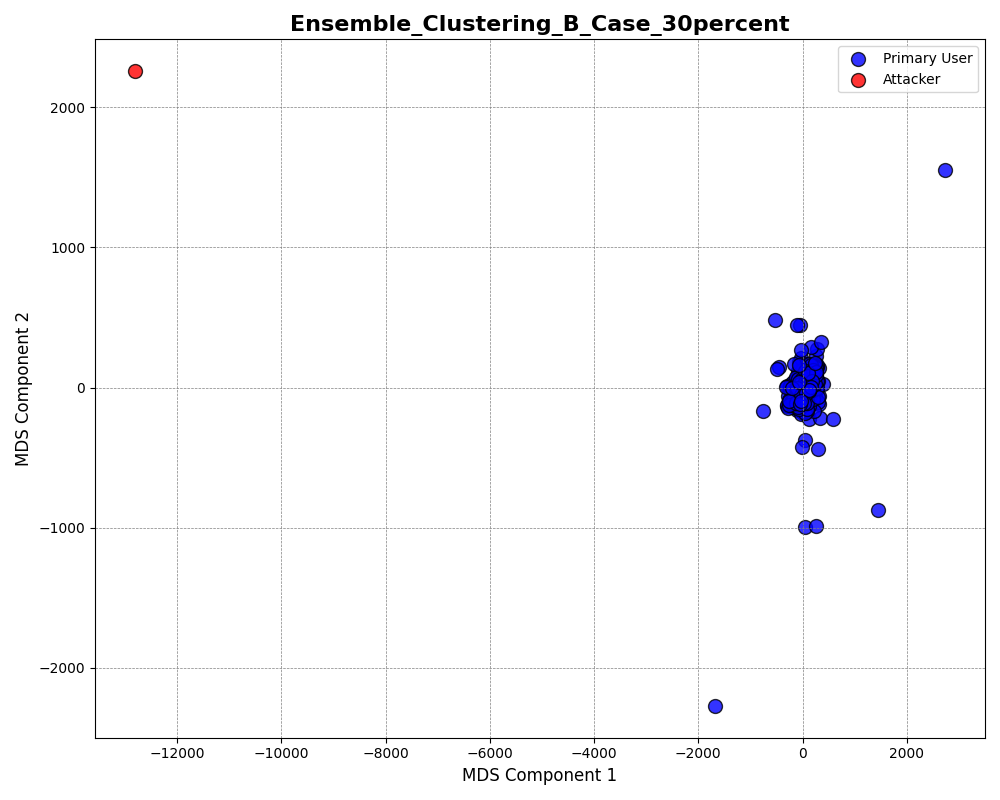 Ensemble_Clustering_B_Case_30percent
Primary User
Attacker
2000
1000
0
−1000
−2000
MDS Component 2
−12000
−10000
−8000
−6000
−4000
−2000
0
2000
MDS Component 1